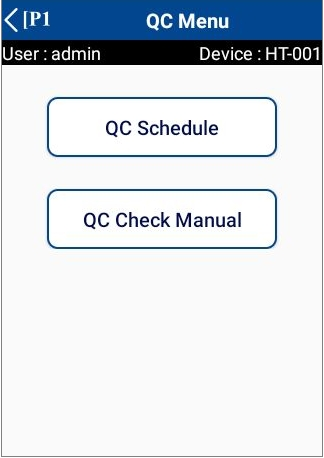 [P1 QC Menu
User : admin Device : HT-001
QC Schedule
QC Check Manual